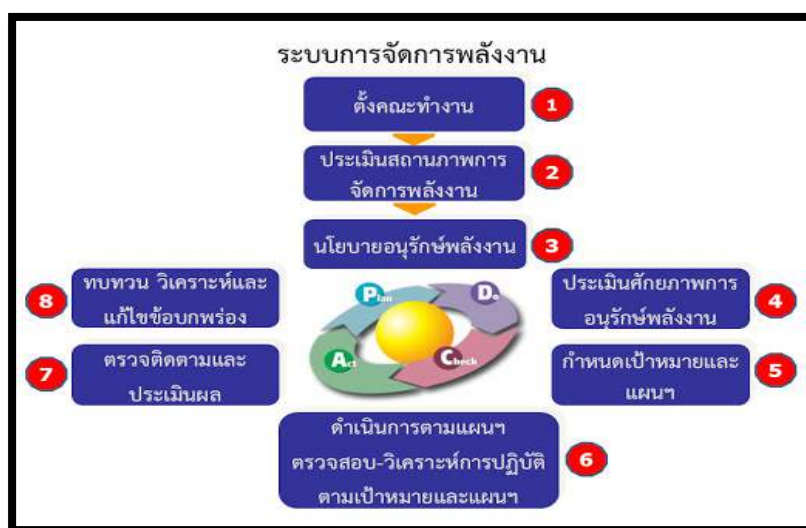 ระบบการจัดการพลังงาน
ตั้งคณะทำงาน
1
ประเมินสถานภาพการ
จัดการพลังงาน
2
นโยบายอนุรักษ์พลังงาน
3
ประเมินศักยภาพการ
อนุรักษ์พลังงาน
4
กำหนดเป้าหมายและ
แผนฯ
5
ดำเนินการตามแผนฯ
ตรวจสอบ-วิเคราะห์การปฏิบัติ
ตามเป้าหมายและแผนฯ
6
ตรวจติดตามและ
ประเมินผล
7
ทบทวน วิเคราะห์และ
แก้ไขข้อบกพร่อง
8
Plan
Do
Check
Act